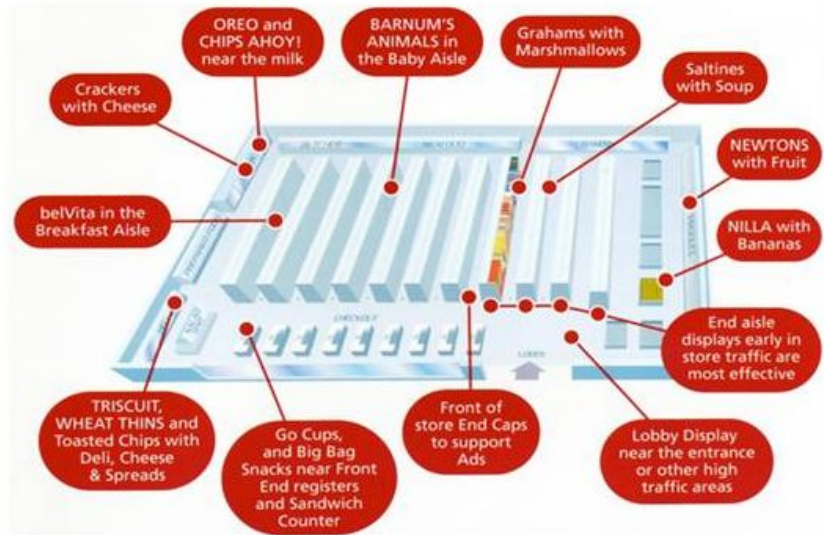 OREO and
CHIPS AHOY!
near the milk
BARNUM'S
ANIMALS in
the Baby Aisle
Grahams with
Marshmallows
Saltines
with Soup
Crackers
with Cheese
NEWTONS
with Fruit
belVita in the
Breakfast Aisle
NILLA with
Bananas
CHECKOUT
LOBBY
End aisle
displays early in
store traffic are
most effective
TRISCUIT,
WHEAT THINS and
Toasted Chips with
Deli, Cheese
& Spreads
Go Cups,
and Big Bag
Snacks near Front
End registers
and Sandwich
Counter
Front of
store End Caps
to support
Ads
Lobby Display
near the entrance
or other high
traffic areas